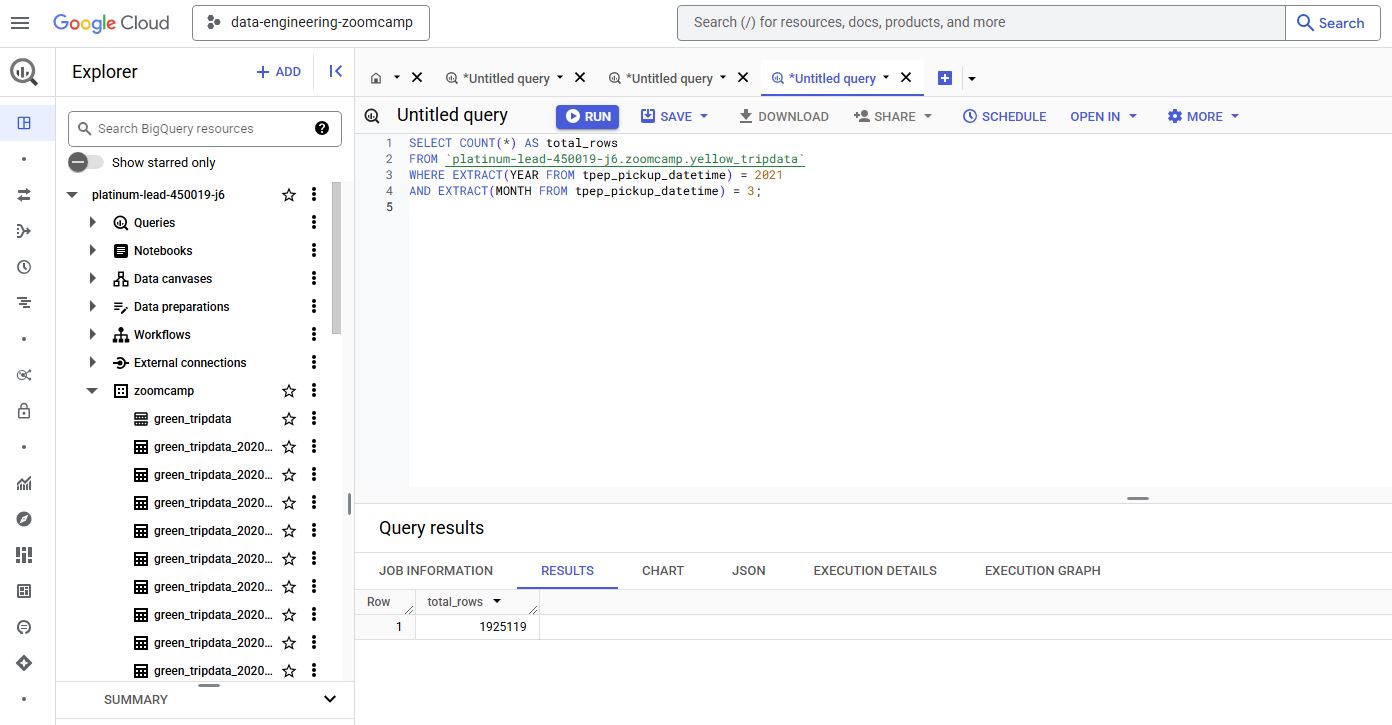 Google Cloud
data-engineering-zoomcamp
Search (/) for resources, docs, products, and more
Search
Explorer
+ ADD
Search BigQuery resources
Show starred only
platinum-lead-450019-j6
Queries
Notebooks
Data canvases
Data preparations
Workflows
External connections
zoomcamp
green_tripdata
green_tripdata_2020...
green_tripdata_2020...
green_tripdata_2020...
green_tripdata_2020...
green_tripdata_2020...
green_tripdata_2020...
green_tripdata_2020...
green_tripdata_2020...
green_tripdata_2020...
SUMMARY
*Untitled query
*Untitled query
*Untitled query
Untitled query
RUN
SAVE
DOWNLOAD
SHARE
SCHEDULE
OPEN IN
MORE
1 SELECT COUNT(*) AS total_rows
2 FROM `platinum-lead-450019-j6.zoomcamp.yellow_tripdata`
3 WHERE EXTRACT(YEAR FROM tpep_pickup_datetime) = 2021
4 AND EXTRACT(MONTH FROM tpep_pickup_datetime) = 3;
5
Query results
JOB INFORMATION
RESULTS
CHART
JSON
EXECUTION DETAILS
EXECUTION GRAPH
Row total_rows
1 1925119